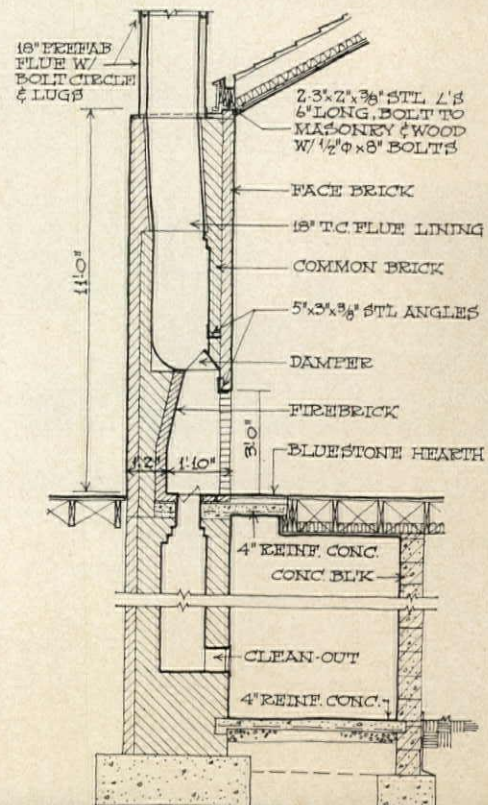 18" PREFAB
FLUE W/
BOLT CIRCLE
& LUGS
2-3"x2"x3/8" STL L'S
6" LONG, BOLT TO
MASONRY & WOOD
W/ 1/2"φ x 8" BOLTS
FACE BRICK
18" T.C. FLUE LINING
COMMON BRICK
11'-0"
5"x3"x3/8" STL ANGLES
DAMPER
FIREBRICK
3'-0"
BLUESTONE HEARTH
1'-2"
1'-10"
4" REINF. CONC.
CONC. BL'K
CLEAN-OUT
4" REINF. CONC.